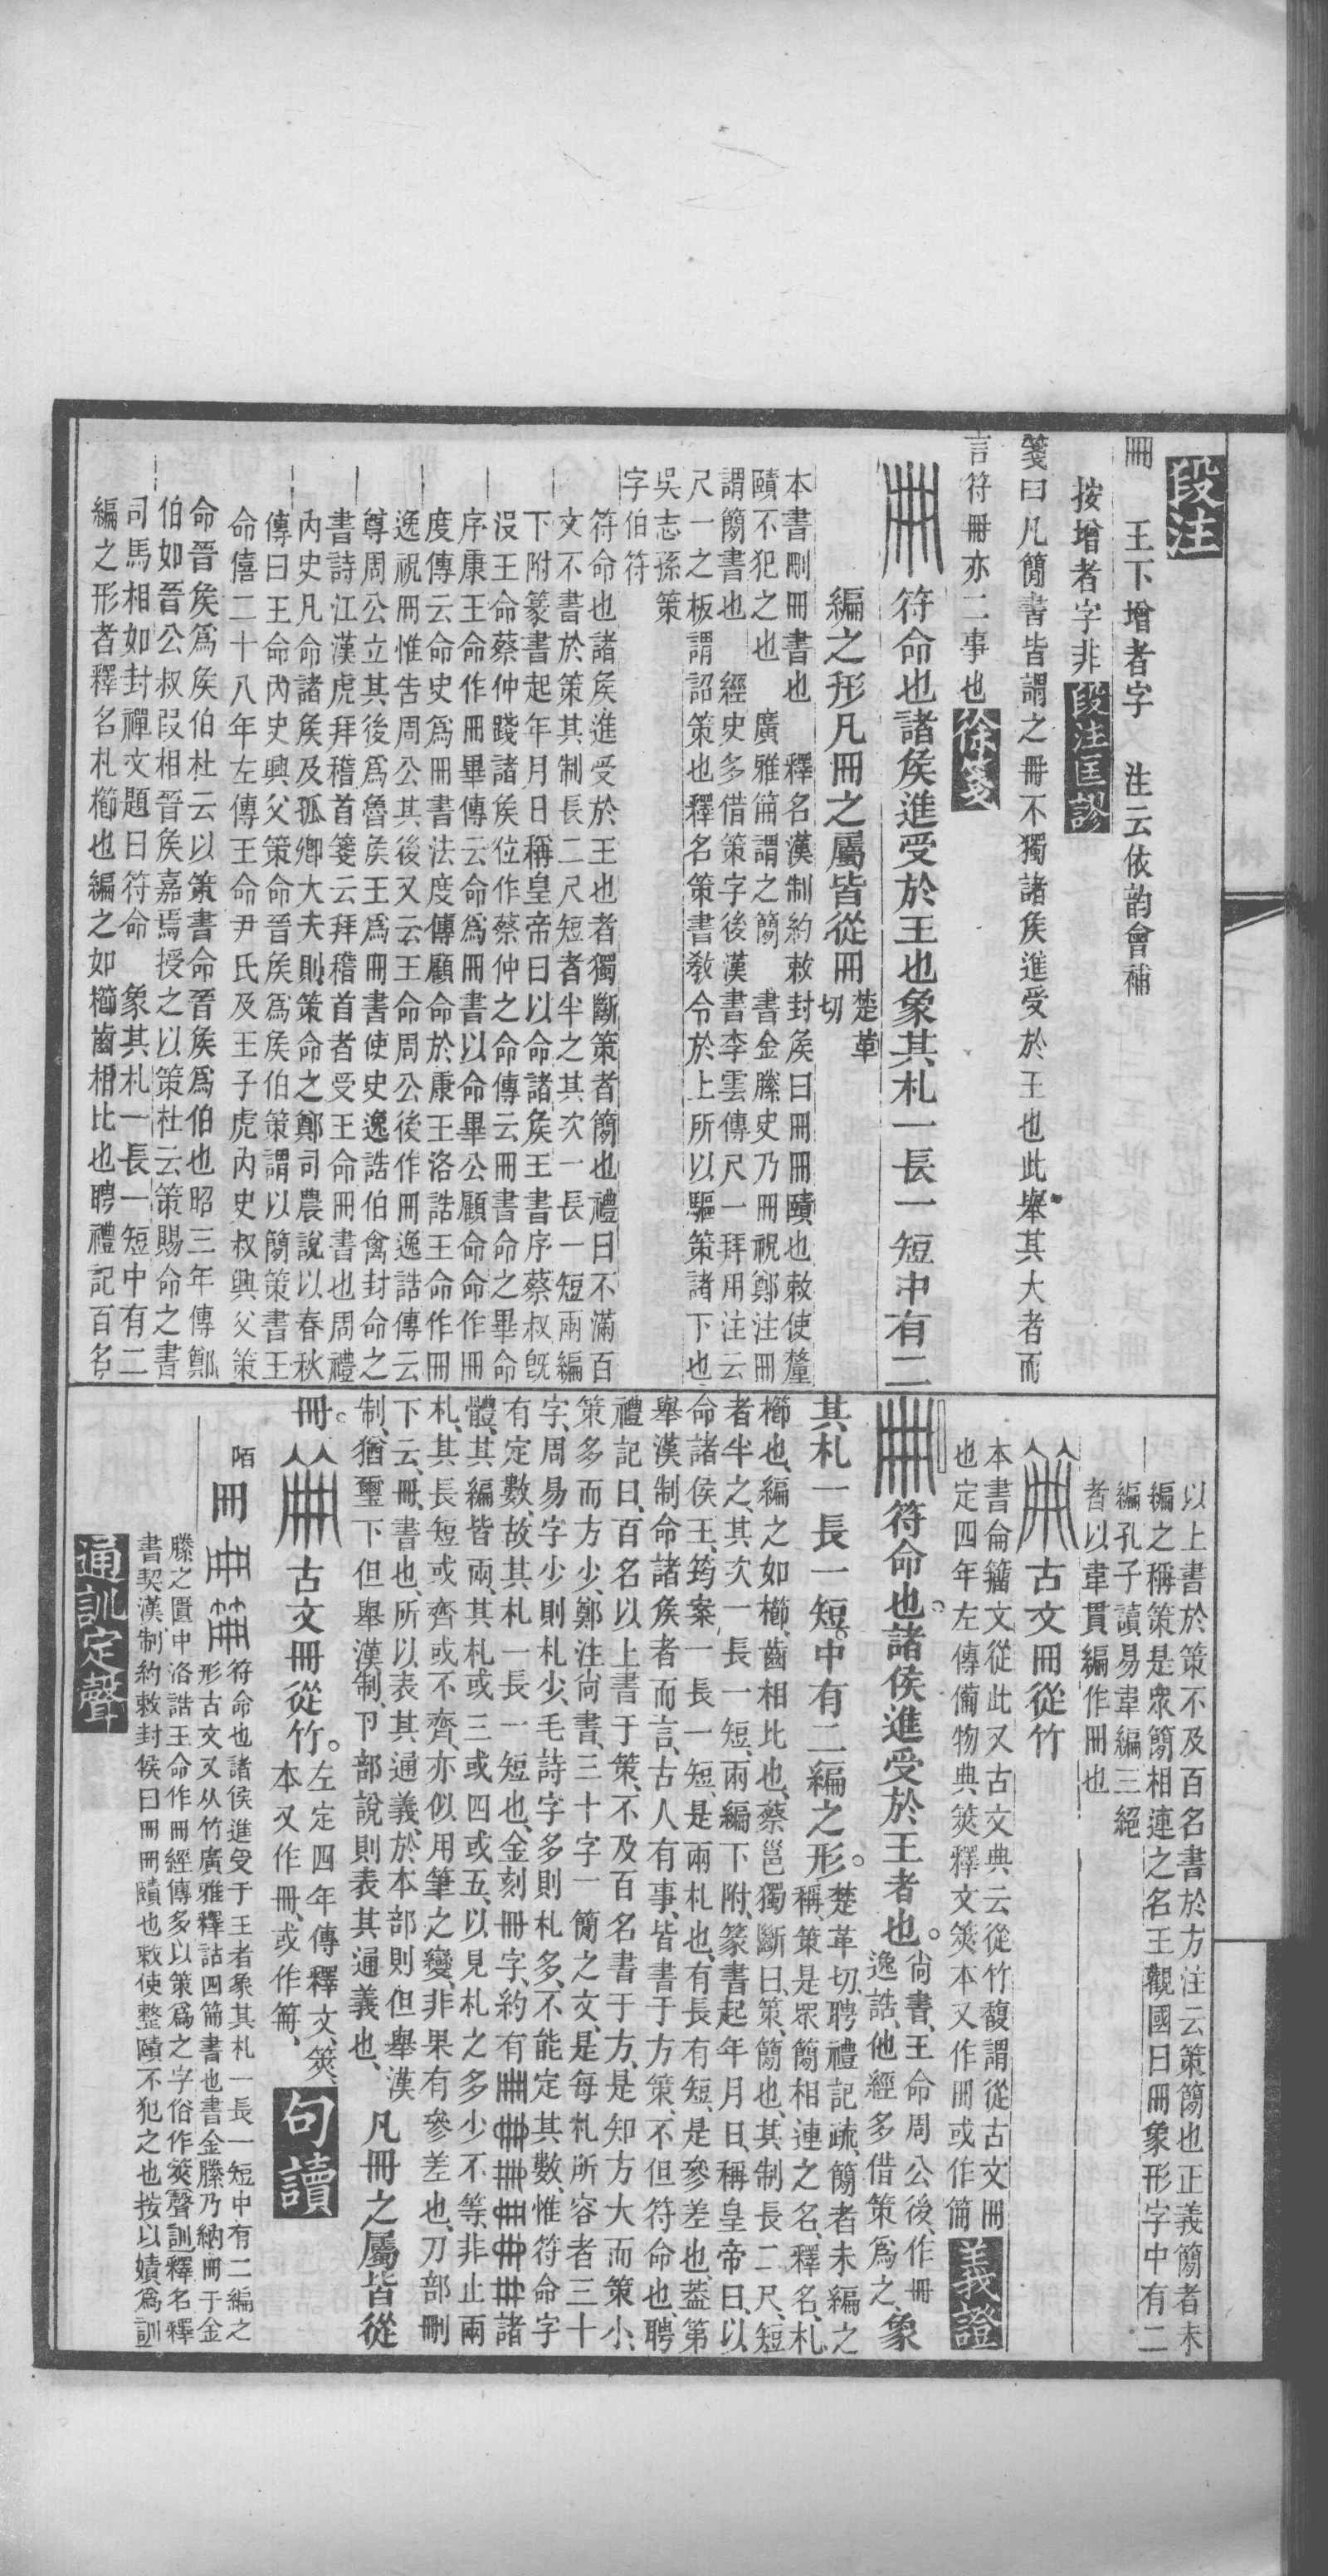 段注
冊　王下增者字　注云依韵會補
按增者字非段注匡謬
箋曰凡簡書皆謂之冊不獨諸矦進受於王也此舉其大者而
言符冊亦二事也徐箋
符命也諸矦進受於王也象其札一長一短中有二
編之形凡冊之屬皆從冊楚革
切
本書刪冊書也　釋名漢制約敕封矦曰冊冊賾也敕使釐
賾不犯之也　廣雅笧謂之簡　書金縢史乃冊祝鄭注冊
謂簡書也　經史多借策字後漢書李雲傳尺一拜用注云
尺一之板謂詔策也釋名策書敎令於上所以驅策諸下也
吳志孫策
字伯符
符命也諸矦進受於王也者獨斷策者簡也禮曰不滿百
文不書於策其制長二尺短者半之其次一長一短兩編
下附篆書起年月日稱皇帝曰以命諸矦王書序蔡叔旣
沒王命蔡仲踐諸矦位作蔡仲之命傳云冊書命之畢命
序康王命作冊畢傳云命爲冊書以命畢公顧命命作冊
度傳云命史爲冊書法度傳顧命於康王洛誥王命作冊
逸祝冊惟告周公其後又云王命周公後作冊逸誥傳云
尊周公立其後爲魯矦王爲冊書使史逸誥伯禽封命之
書詩江漢虎拜稽首箋云拜稽首者受王命冊書也周禮
內史凡命諸矦及孤卿大夫則策命之鄭司農說以春秋
傳曰王命內史興父策命晉矦爲矦伯策謂以簡策書王
命僖二十八年左傳王命尹氏及王子虎內史叔興父策
命晉矦爲矦伯杜云以策書命晉矦爲伯也昭三年傳鄭
伯如晉公叔叚相晉矦嘉焉授之以策杜云策賜命之書
司馬相如封禪文題曰符命　象其札一長一短中有二
編之形者釋名札櫛也編之如櫛齒相比也聘禮記百名
以上書於策不及百名書於方注云策簡也正義簡者未
編之稱策是衆簡相連之名王觀國曰冊象形字中有二
編孔子讀易韋編三絕
者以韋貫編作冊也
古文冊從竹
本書侖籀文從此又古文典云從竹馥謂從古文冊
也定四年左傳備物典筴釋文筴本又作冊或作笧義證
符命也。諸侯進受於王者也。尙書、王命周公後、作冊
逸誥、他經多借策爲之、象
其札一長一短。中有二編之形。楚革切、聘禮記疏、簡者未編之
稱、策是眾簡相連之名、釋名、札
櫛也、編之如櫛、齒相比也、蔡邕獨斷曰、策、簡也、其制長二尺、短
者半之、其次一長一短、兩編下附、篆書起年月日、稱皇帝曰、以
命諸侯王、筠案、一長一短、是兩札也、有長有短、是參差也、葢第
舉漢制命諸矦者而言、古人有事、皆書于方策、不但符命也、聘
禮記曰、百名以上書于策、不及百名書于方、是知方大而策小、
策多而方少、鄭注尙書、三十字一簡之文、是每札所容者三十
字、周易字少則札少、毛詩字多則札多、不能定其數、惟符命字
有定數、故其札一長一短也、金刻冊字、約有諸
體、其編皆兩、其札或三或四或五、以見札之多少不等、非止兩
札、其長短或齊或不齊、亦似用筆之變、非果有參差也、刀部刪
下云、冊、書也、所以表其通義、於本部則但舉漢
制、猶璽下但舉漢制、卪部說則表其通義也、凡冊之屬皆從
冊。古文冊從竹。左定四年傳釋文、筴、
本又作冊、或作笧、句讀
陌
冊　符命也諸侯進受于王者象其札一長一短中有二編之
形古文又从竹廣雅釋詁四笧書也書金縢乃納冊于金
縢之匱中洛誥王命作冊經傳多以策爲之字俗作筴聲訓釋名釋
書契漢制約敕封侯曰冊冊賾也敕使整賾不犯之也按以嫧爲訓
通訓定聲